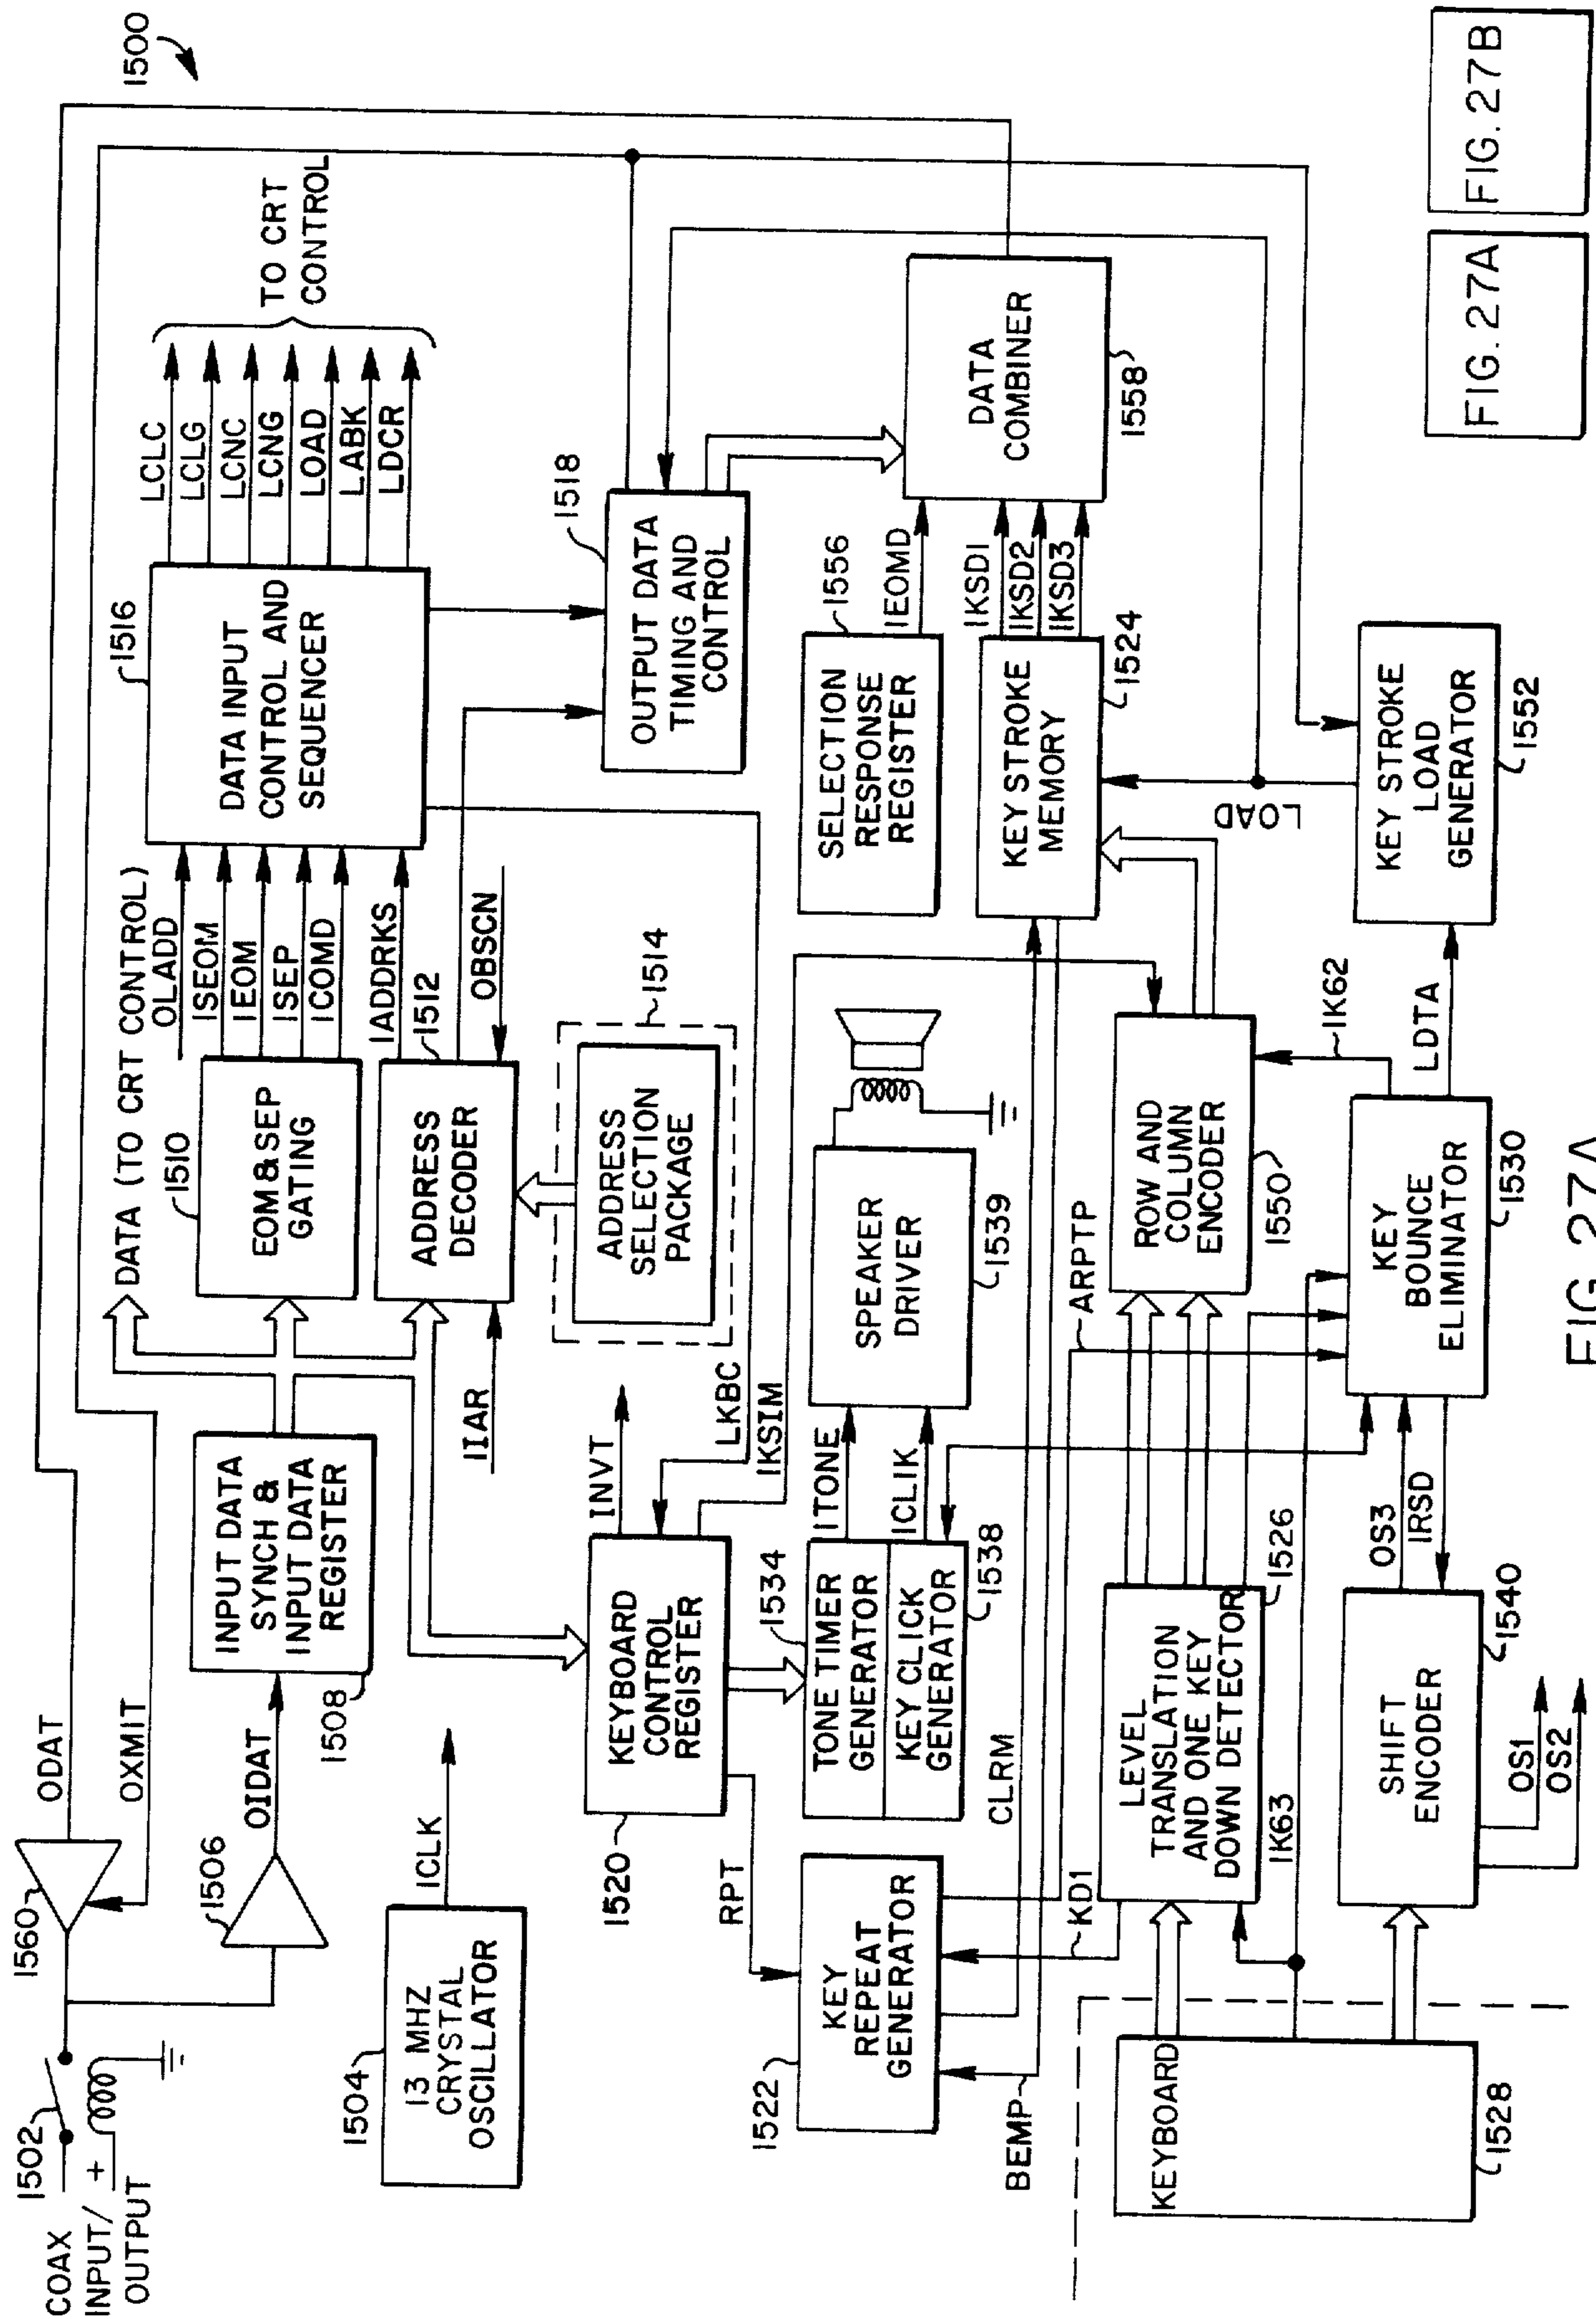 1500
COAX
INPUT/ +
OUTPUT
1502
1560
ODAT
OXMIT
1506
OIDAT
1504
13 MHZ
CRYSTAL
OSCILLATOR
ICLK
INPUT DATA
SYNCH &
INPUT DATA
REGISTER
1508
DATA (TO CRT CONTROL)
1510
EOM & SEP
GATING
OLADD
ISEOM
IEOM
ISEP
ICOMD
ADDRESS
DECODER
1512
IADDRKS
OBSCN
IIAR
ADDRESS
SELECTION
PACKAGE
1514
1516
DATA INPUT
CONTROL AND
SEQUENCER
LCLC
LCLG
LCNC
LCNG
LOAD
LABK
LDCR
TO CRT
CONTROL
1518
OUTPUT DATA
TIMING AND
CONTROL
KEYBOARD
CONTROL
REGISTER
1520
INVT
LKBC
IKSIM
RPT
1534
TONE TIMER
GENERATOR
KEY CLICK
GENERATOR
1538
ITONE
ICLIK
SPEAKER
DRIVER
1539
1556
SELECTION
RESPONSE
REGISTER
IEOMD
KEY STROKE
MEMORY
1524
IKSD1
IKSD2
IKSD3
DATA
COMBINER
1558
KEY
REPEAT
GENERATOR
1522
CLRM
BEMP
KD1
ARPTP
LEVEL
TRANSLATION
AND ONE KEY
DOWN DETECTOR
1526
IK63
ROW AND
COLUMN
ENCODER
1550
IK62
LOAD
KEY STROKE
LOAD
GENERATOR
1552
LDTA
KEY
BOUNCE
ELIMINATOR
1530
OS3
IRSD
SHIFT
ENCODER
1540
OS1
OS2
KEYBOARD
1528
FIG. 27A
FIG. 27A
FIG. 27B